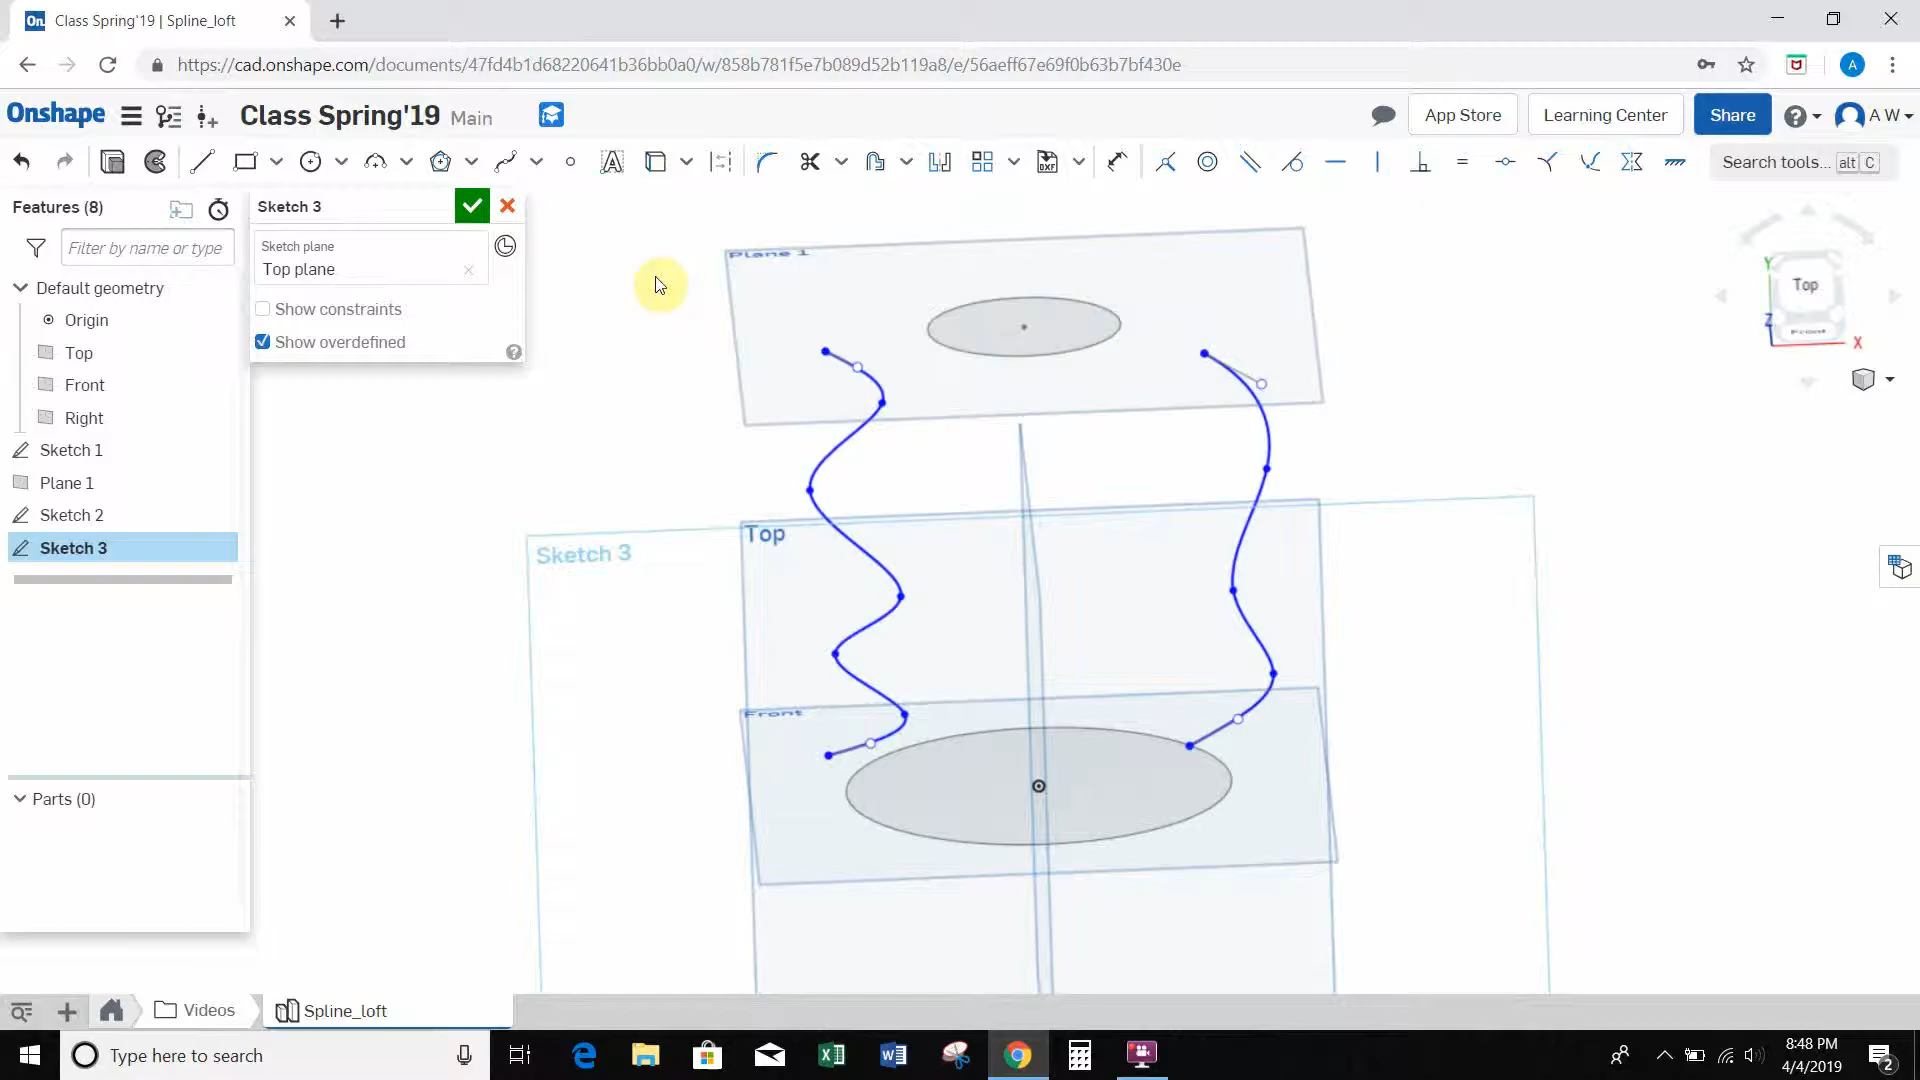 Class Spring'19 | Spline_loft
https://cad.onshape.com/documents/47fd4b1d68220641b36bb0a0/w/858b781f5e7b089d52b119a8/e/56aeff67e69f0b63b7bf430e
A
Onshape
Class Spring'19 Main
App Store
Learning Center
Share
A W
Search tools... alt C
Features (8)
Filter by name or type
Default geometry
Origin
Top
Front
Right
Sketch 1
Plane 1
Sketch 2
Sketch 3
Parts (0)
Sketch 3
Sketch plane
Top plane
Show constraints
Show overdefined
Plane 1
Top
Sketch 3
Front
Y
Z
X
Top
Front
Videos
Spline_loft
Type here to search
8:48 PM
4/4/2019
2